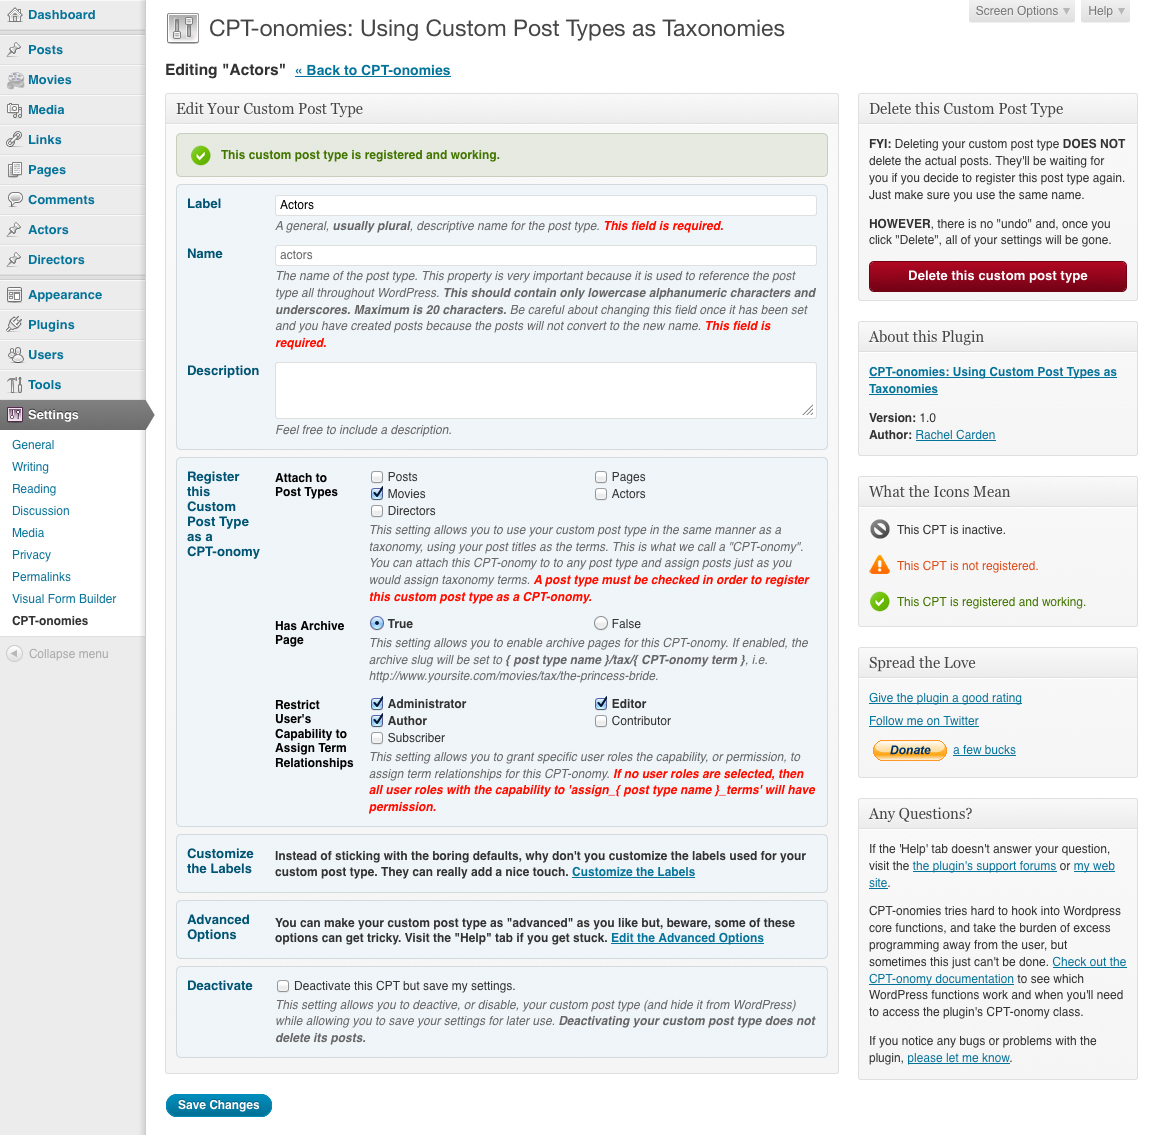 Dashboard
Posts
Movies
Media
Links
Pages
Comments
Actors
Directors
Appearance
Plugins
Users
Tools
Settings
General
Writing
Reading
Discussion
Media
Privacy
Permalinks
Visual Form Builder
CPT-onomies
Collapse menu
Screen Options
Help
CPT-onomies: Using Custom Post Types as Taxonomies
Editing "Actors" « Back to CPT-onomies
Edit Your Custom Post Type
This custom post type is registered and working.
Label
Actors
A general, usually plural, descriptive name for the post type. This field is required.
Name
actors
The name of the post type. This property is very important because it is used to reference the post
type all throughout WordPress. This should contain only lowercase alphanumeric characters and
underscores. Maximum is 20 characters. Be careful about changing this field once it has been set
and you have created posts because the posts will not convert to the new name. This field is
required.
Description
Feel free to include a description.
Register
this
Custom
Post Type
as a
CPT-onomy
Attach to
Post Types
Posts
Pages
Movies
Actors
Directors
This setting allows you to use your custom post type in the same manner as a
taxonomy, using your post titles as the terms. This is what we call a "CPT-onomy".
You can attach this CPT-onomy to to any post type and assign posts just as you
would assign taxonomy terms. A post type must be checked in order to register
this custom post type as a CPT-onomy.
Has Archive
Page
True
False
This setting allows you to enable archive pages for this CPT-onomy. If enabled, the
archive slug will be set to { post type name }/tax/{ CPT-onomy term }, i.e.
http://www.yoursite.com/movies/tax/the-princess-bride.
Restrict
User's
Capability to
Assign Term
Relationships
Administrator
Editor
Author
Contributor
Subscriber
This setting allows you to grant specific user roles the capability, or permission, to
assign term relationships for this CPT-onomy. If no user roles are selected, then
all user roles with the capability to 'assign_{ post type name }_terms' will have
permission.
Customize
the Labels
Instead of sticking with the boring defaults, why don't you customize the labels used for your
custom post type. They can really add a nice touch. Customize the Labels
Advanced
Options
You can make your custom post type as "advanced" as you like but, beware, some of these
options can get tricky. Visit the "Help" tab if you get stuck. Edit the Advanced Options
Deactivate
Deactivate this CPT but save my settings.
This setting allows you to deactive, or disable, your custom post type (and hide it from WordPress)
while allowing you to save your settings for later use. Deactivating your custom post type does not
delete its posts.
Save Changes
Delete this Custom Post Type
FYI: Deleting your custom post type DOES NOT
delete the actual posts. They'll be waiting for
you if you decide to register this post type again.
Just make sure you use the same name.
HOWEVER, there is no "undo" and, once you
click "Delete", all of your settings will be gone.
Delete this custom post type
About this Plugin
CPT-onomies: Using Custom Post Types as
Taxonomies
Version: 1.0
Author: Rachel Carden
What the Icons Mean
This CPT is inactive.
This CPT is not registered.
This CPT is registered and working.
Spread the Love
Give the plugin a good rating
Follow me on Twitter
Donate a few bucks
Any Questions?
If the 'Help' tab doesn't answer your question,
visit the the plugin's support forums or my web
site.
CPT-onomies tries hard to hook into Wordpress
core functions, and take the burden of excess
programming away from the user, but
sometimes this just can't be done. Check out the
CPT-onomy documentation to see which
WordPress functions work and when you'll need
to access the plugin's CPT-onomy class.
If you notice any bugs or problems with the
plugin, please let me know.